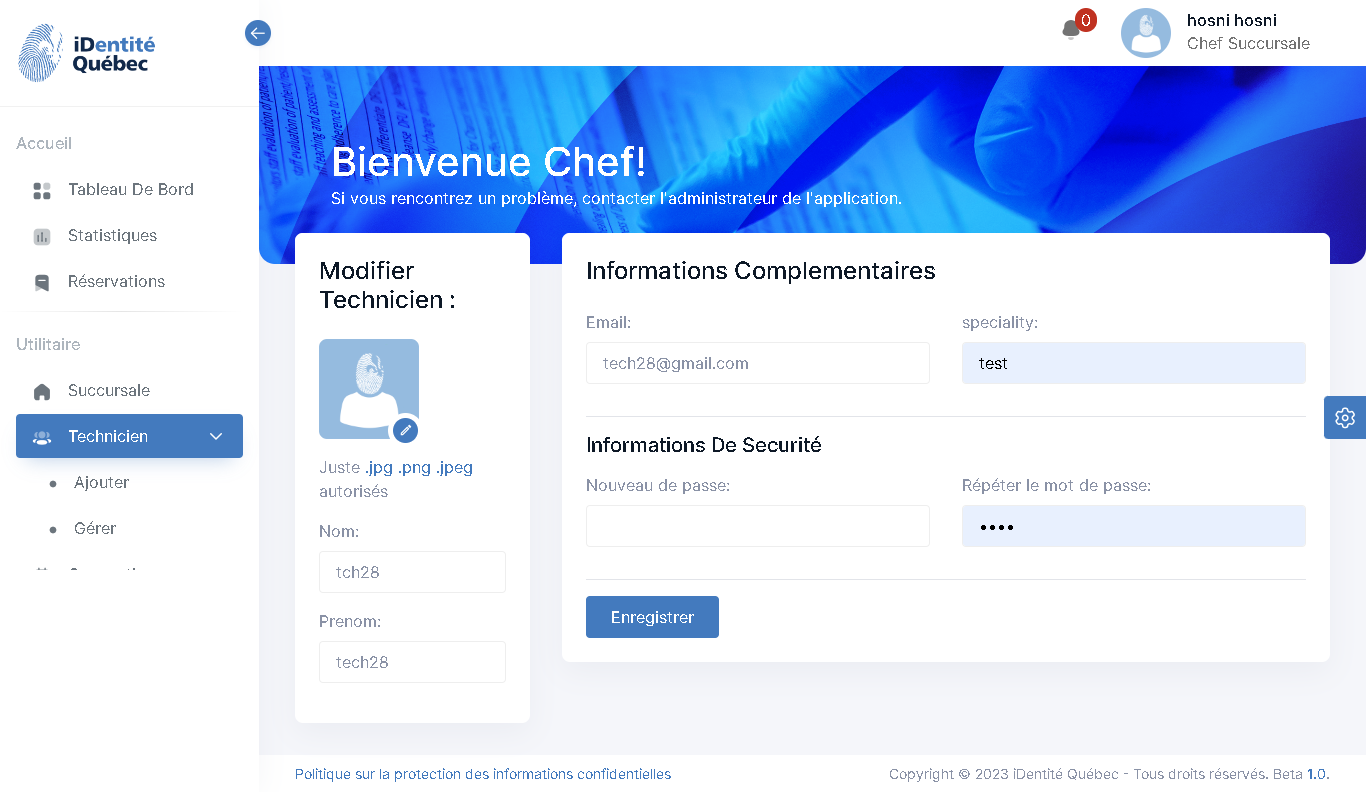 iDentité
Québec
0
hosni hosni
Chef Succursale
Accueil
Tableau De Bord
Statistiques
Réservations
Utilitaire
Succursale
Technicien
Ajouter
Gérer
Bienvenue Chef!
Si vous rencontrez un problème, contacter l'administrateur de l'application.
Modifier
Technicien :
Juste .jpg .png .jpeg
autorisés
Nom:
tch28
Prenom:
tech28
Informations Complementaires
Email:
speciality:
tech28@gmail.com
test
Informations De Securité
Nouveau de passe:
Répéter le mot de passe:
••••
Enregistrer
Politique sur la protection des informations confidentielles
Copyright © 2023 iDentité Québec - Tous droits réservés. Beta 1.0.